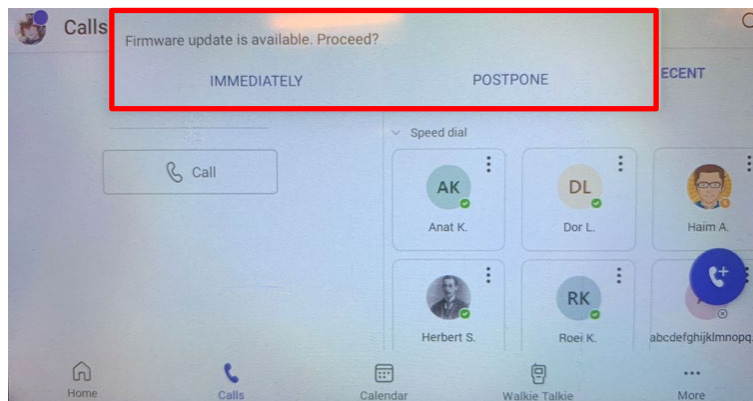 Calls
Firmware update is available. Proceed?
IMMEDIATELY POSTPONE
ECENT
Speed dial
Call
AK
DL
Anat K.
Dor L.
Haim A.
RK
Herbert S.
Roei K.
abcdefghijklmnopq.
Home
Calls
Calendar
Walkie Talkie
More